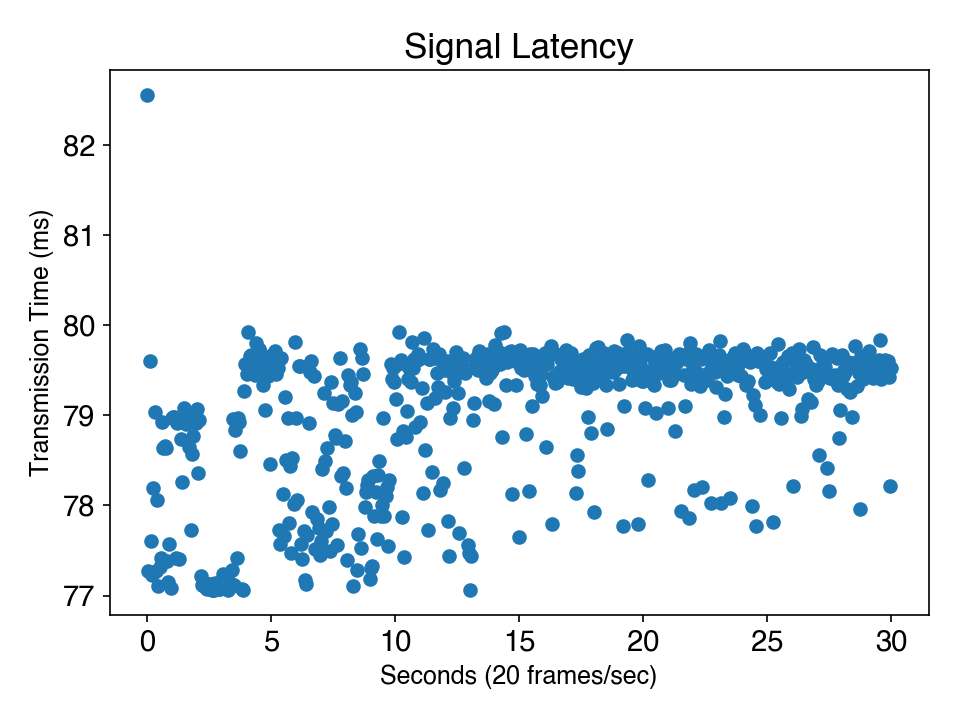 Signal Latency
Transmission Time (ms)
82
81
80
79
78
77
0 5 10 15 20 25 30
Seconds (20 frames/sec)